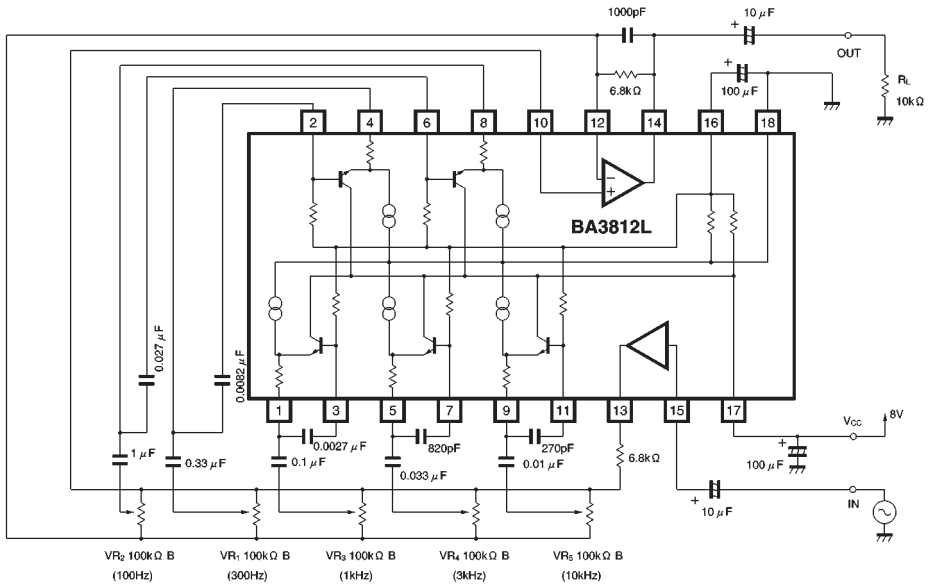 1000pF
10 μF
+
OUT
+
100 μF
6.8kΩ
RL
10kΩ
2
4
6
8
10
12
14
16
18
−
+
BA3812L
0.027 μF
0.0082 μF
1
3
5
7
9
11
13
15
17
VCC
8V
0.0027 μF
820pF
270pF
+
100 μF
1 μF
0.33 μF
0.1 μF
0.033 μF
0.01 μF
6.8kΩ
+
10 μF
IN
VR2 100kΩ B
(100Hz)
VR1 100kΩ B
(300Hz)
VR3 100kΩ B
(1kHz)
VR4 100kΩ B
(3kHz)
VR5 100kΩ B
(10kHz)